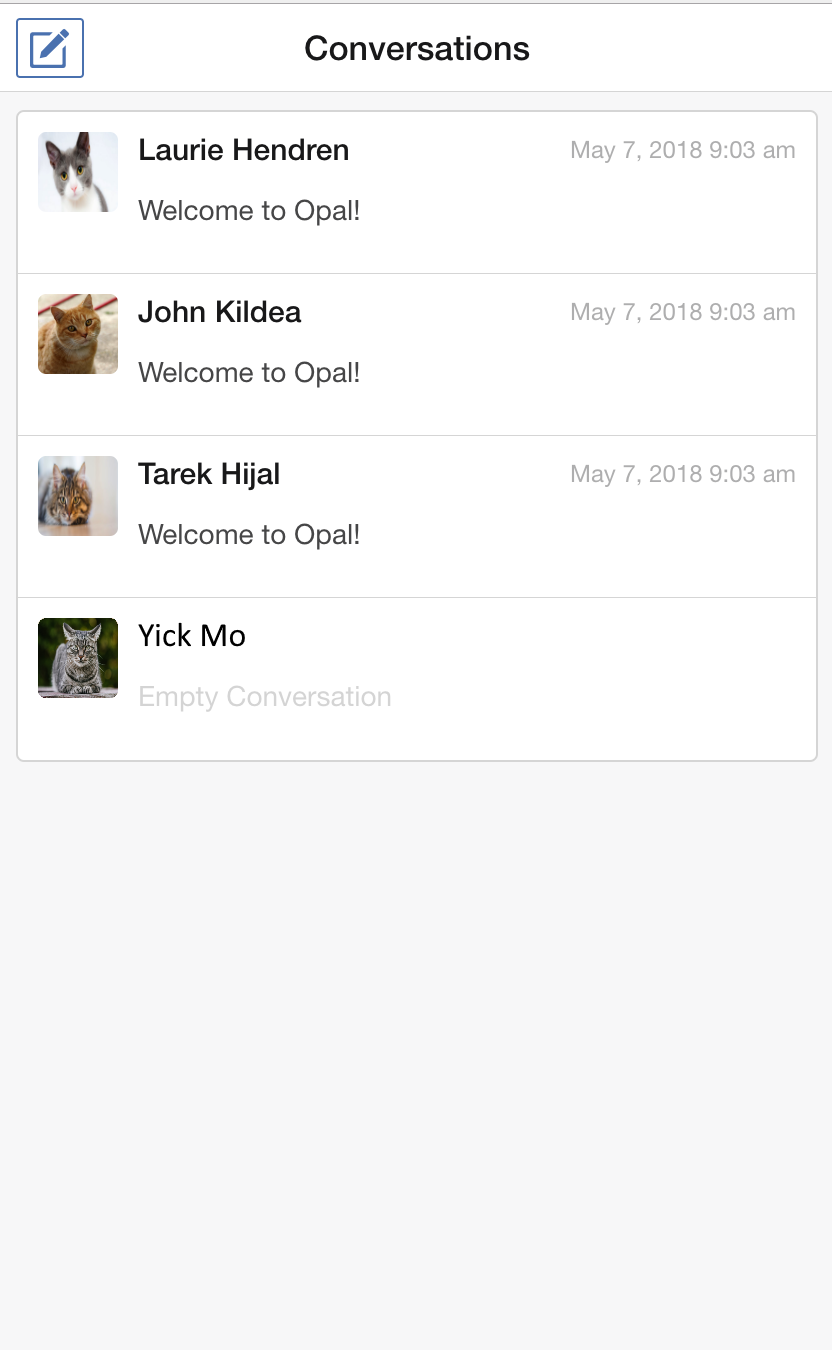 Conversations
Laurie Hendren May 7, 2018 9:03 am
Welcome to Opal!
John Kildea May 7, 2018 9:03 am
Welcome to Opal!
Tarek Hijal May 7, 2018 9:03 am
Welcome to Opal!
Yick Mo
Empty Conversation